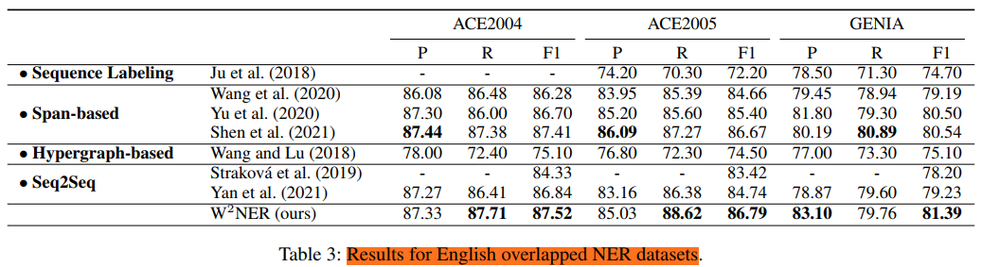 ACE2004 ACE2005 GENIA
P R F1 P R F1 P R F1
• Sequence Labeling Ju et al. (2018) - - - 74.20 70.30 72.20 78.50 71.30 74.70
Wang et al. (2020) 86.08 86.48 86.28 83.95 85.39 84.66 79.45 78.94 79.19
• Span-based Yu et al. (2020) 87.30 86.00 86.70 85.20 85.60 85.40 81.80 79.30 80.50
Shen et al. (2021) 87.44 87.38 87.41 86.09 87.27 86.67 80.19 80.89 80.54
• Hypergraph-based Wang and Lu (2018) 78.00 72.40 75.10 76.80 72.30 74.50 77.00 73.30 75.10
• Seq2Seq Straková et al. (2019) - - 84.33 - - 83.42 - - 78.20
Yan et al. (2021) 87.27 86.41 86.84 83.16 86.38 84.74 78.87 79.60 79.23
W²NER (ours) 87.33 87.71 87.52 85.03 88.62 86.79 83.10 79.76 81.39
Table 3: Results for English overlapped NER datasets.